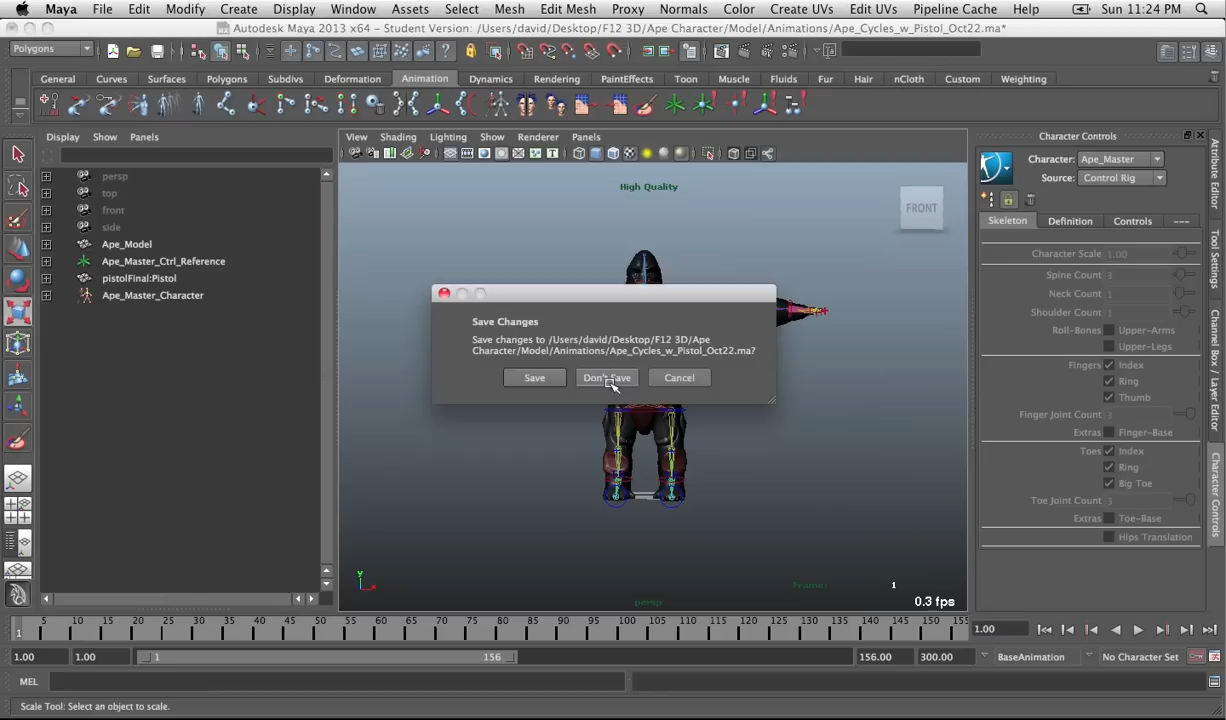 Maya File Edit Modify Create Display Window Assets Select Mesh Edit Mesh Proxy Normals Color Create UVs Edit UVs Pipeline Cache Help Sun 11:24 PM
Autodesk Maya 2013 x64 - Student Version: /Users/david/Desktop/F12 3D/Ape Character/Model/Animations/Ape_Cycles_w_Pistol_Oct22.ma*
Polygons
General Curves Surfaces Polygons Subdivs Deformation Animation Dynamics Rendering PaintEffects Toon Muscle Fluids Fur Hair nCloth Custom Weighting
Display Show Panels
View Shading Lighting Show Renderer Panels
Character Controls
Character: Ape_Master
Source: Control Rig
Skeleton Definition Controls
persp
top
front
side
Ape_Model
Ape_Master_Ctrl_Reference
pistolFinal:Pistol
Ape_Master_Character
High Quality
FRONT
Save Changes
Save changes to /Users/david/Desktop/F12 3D/Ape
Character/Model/Animations/Ape_Cycles_w_Pistol_Oct22.ma?
Save Don't Save Cancel
Character Scale 1.00
Spine Count 3
Neck Count 1
Shoulder Count 1
Roll-Bones Upper-Arms
Upper-Legs
Fingers Index
Ring
Thumb
Finger Joint Count 3
Extras Finger-Base
Toes Index
Ring
Big Toe
Toe Joint Count 3
Extras Toe-Base
Hips Translation
Attribute Editor
Tool Settings
Channel Box / Layer Editor
Character Controls
y
x
Frame: 1
persp
0.3 fps
1 5 10 15 20 25 30 35 40 45 50 55 60 65 70 75 80 85 90 95 100 105 110 115 120 125 130 135 140 145 150 155 1.00
1.00 1.00 1 156 156.00 300.00 BaseAnimation No Character Set
MEL
Scale Tool: Select an object to scale.